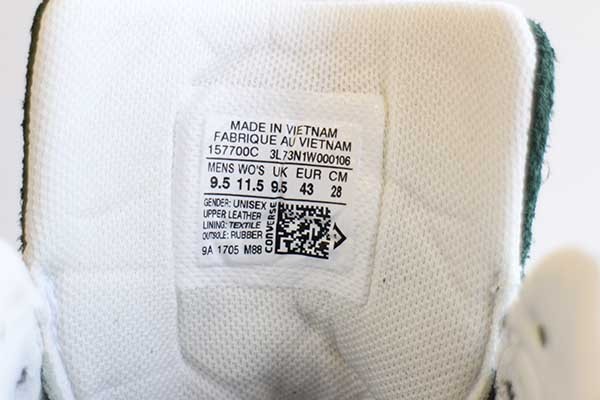 MADE IN VIETNAM
FABRIQUE AU VIETNAM
157700C 3L73N1W000106
MENS WO'S UK EUR CM
9.5 11.5 9.5 43 28
GENDER: UNISEX
UPPER LEATHER
LINING: TEXTILE
OUTSOLE: RUBBER
9A 1705 M88
CONVERSE